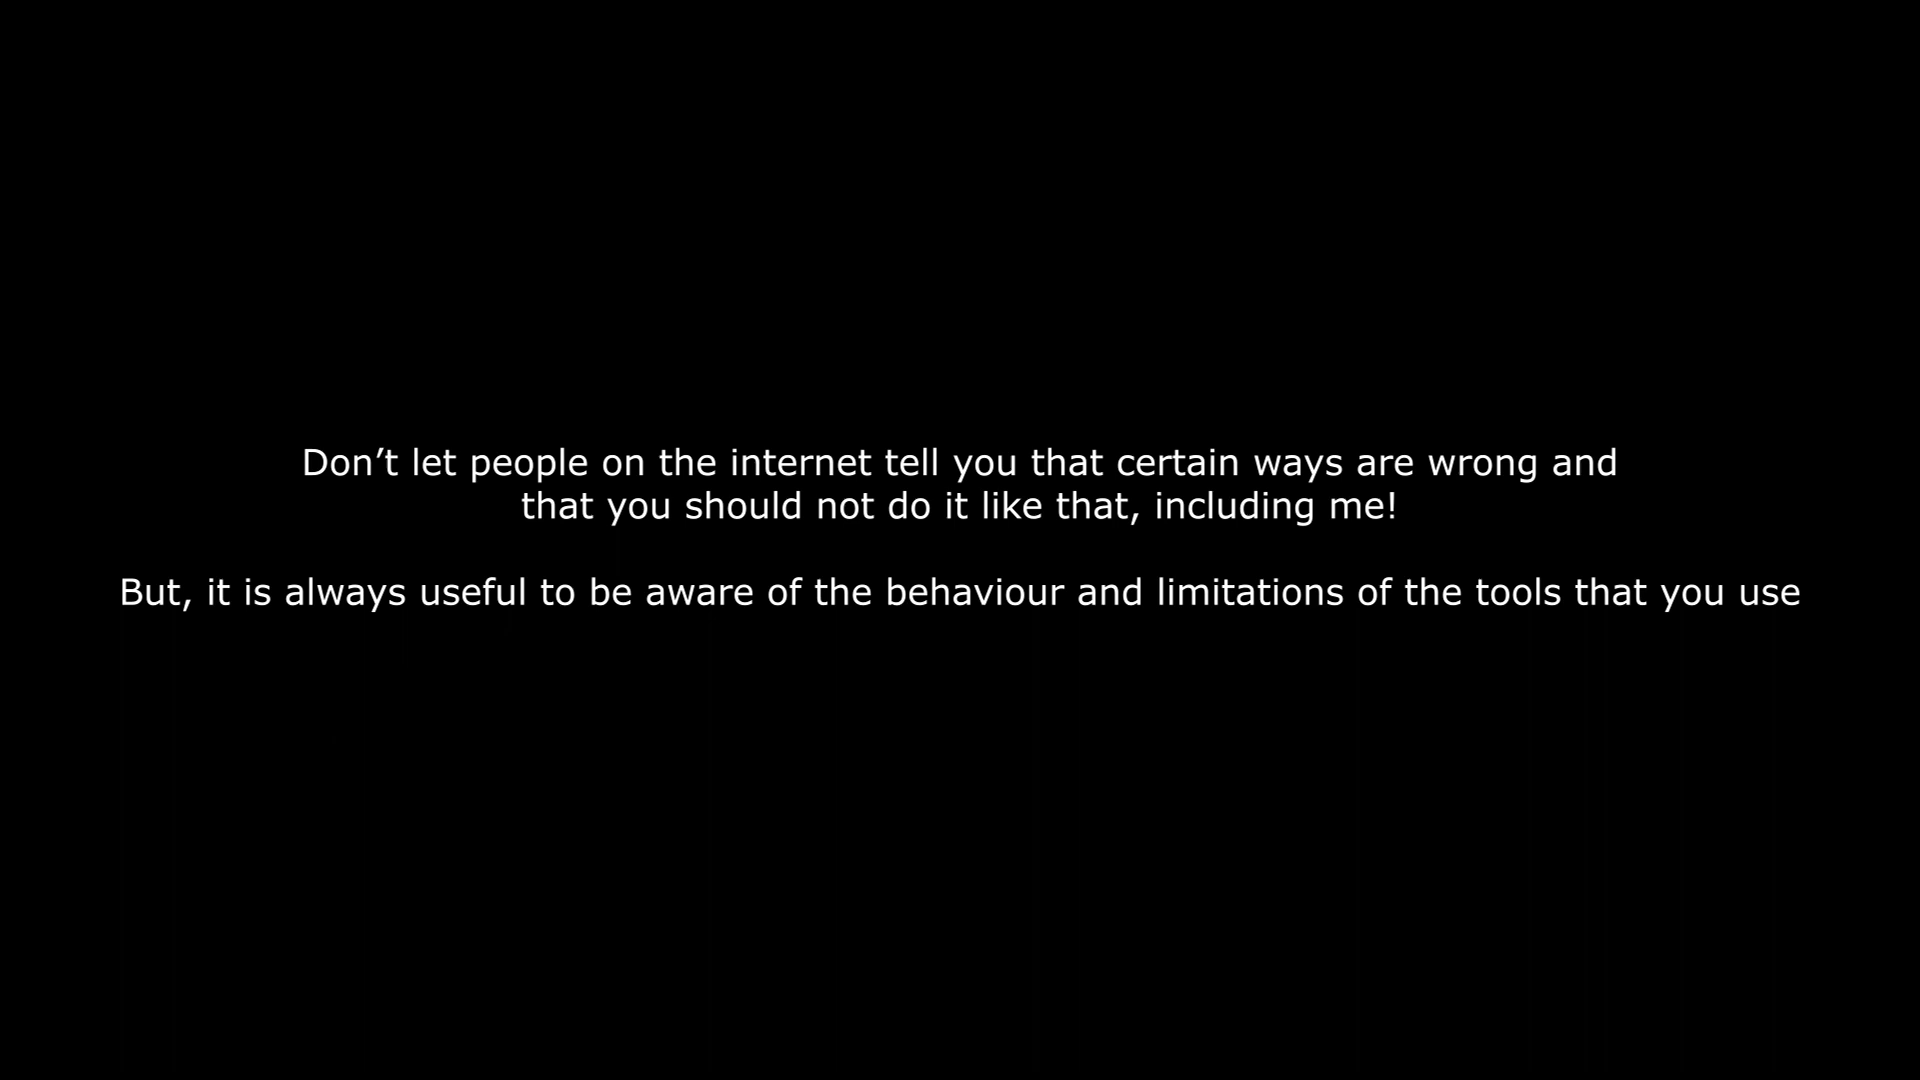 Don’t let people on the internet tell you that certain ways are wrong and
that you should not do it like that, including me!
But, it is always useful to be aware of the behaviour and limitations of the tools that you use